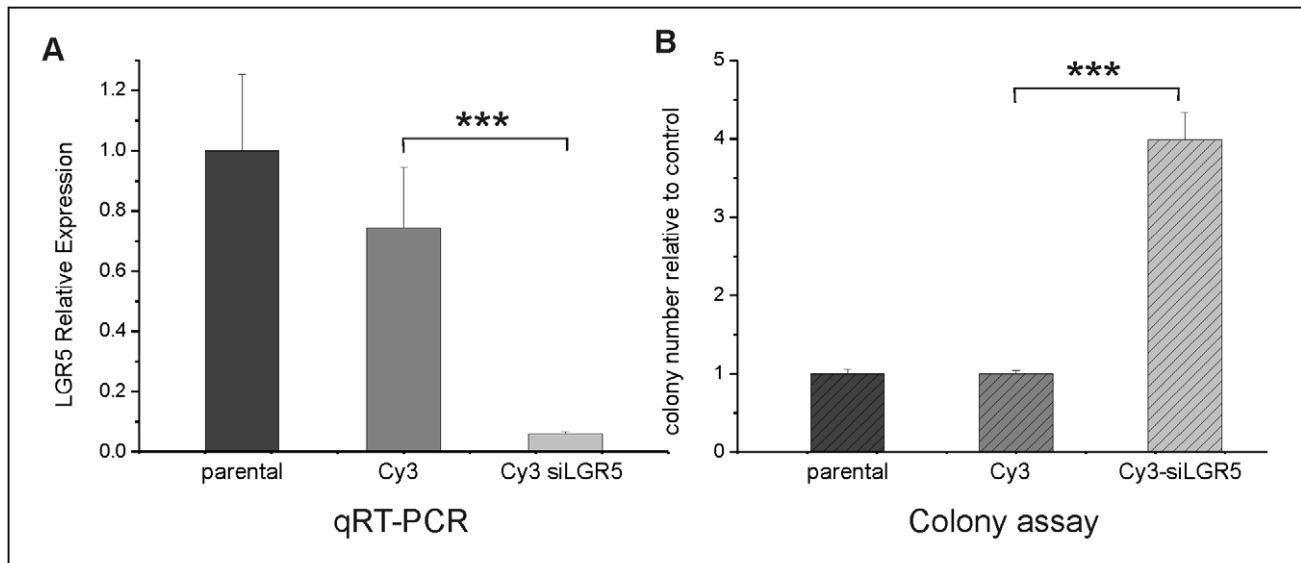 A
LGR5 Relative Expression
1.2
1.0
0.8
0.6
0.4
0.2
0.0
***
parental
Cy3
Cy3 siLGR5
qRT-PCR
B
colony number relative to control
5
4
3
2
1
0
***
parental
Cy3
Cy3-siLGR5
Colony assay